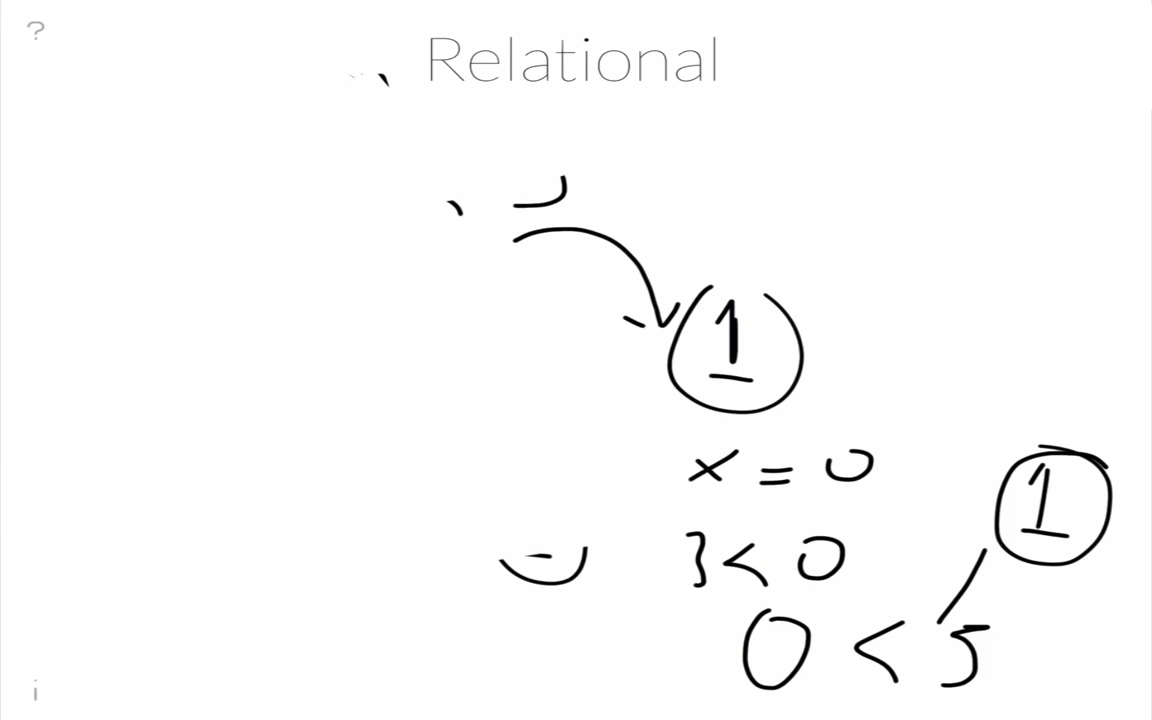 ?
Relational
1
x = 0
3 < 0
1
0 < 5
i